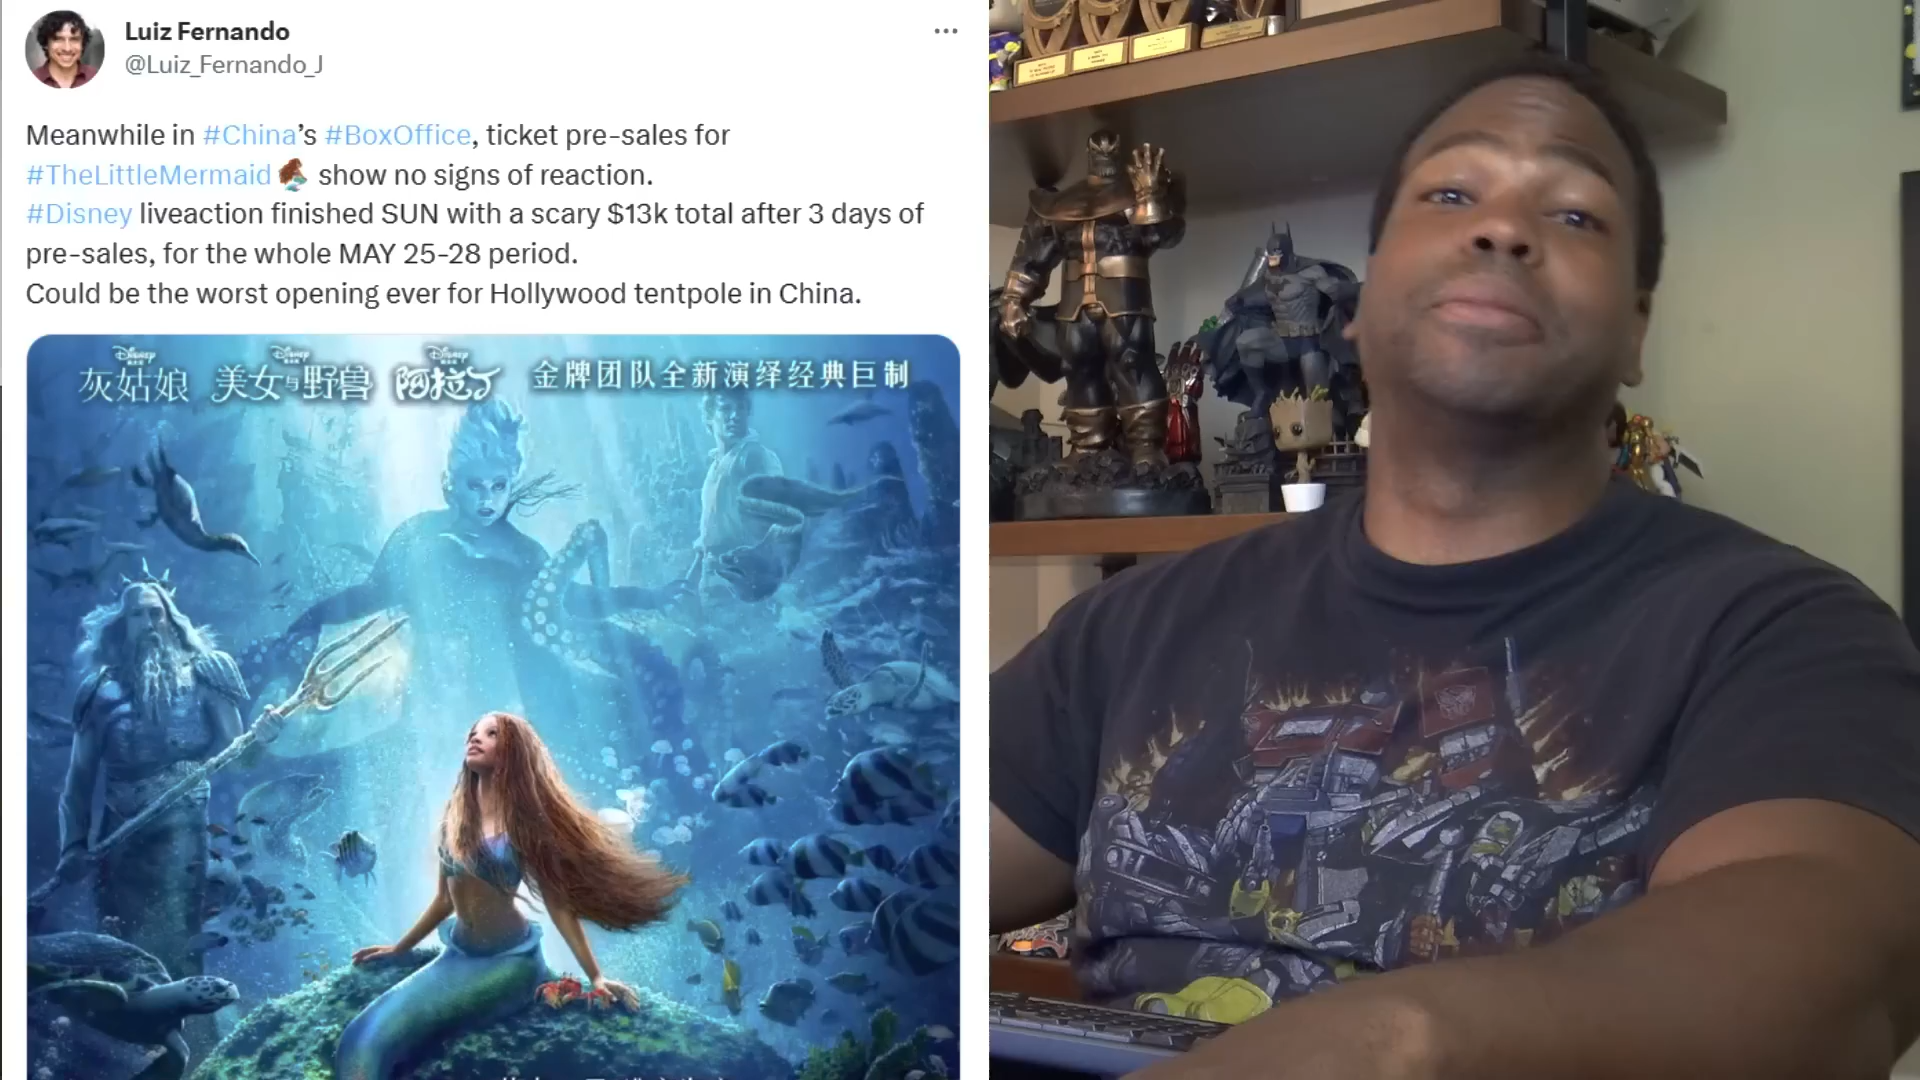 Luiz Fernando
@Luiz_Fernando_J
Meanwhile in #China’s #BoxOffice, ticket pre-sales for
#TheLittleMermaid show no signs of reaction.
#Disney liveaction finished SUN with a scary $13k total after 3 days of
pre-sales, for the whole MAY 25-28 period.
Could be the worst opening ever for Hollywood tentpole in China.
Disney Disney Disney
灰姑娘 美女与野兽 阿拉丁 金牌团队全新演绎经典巨制